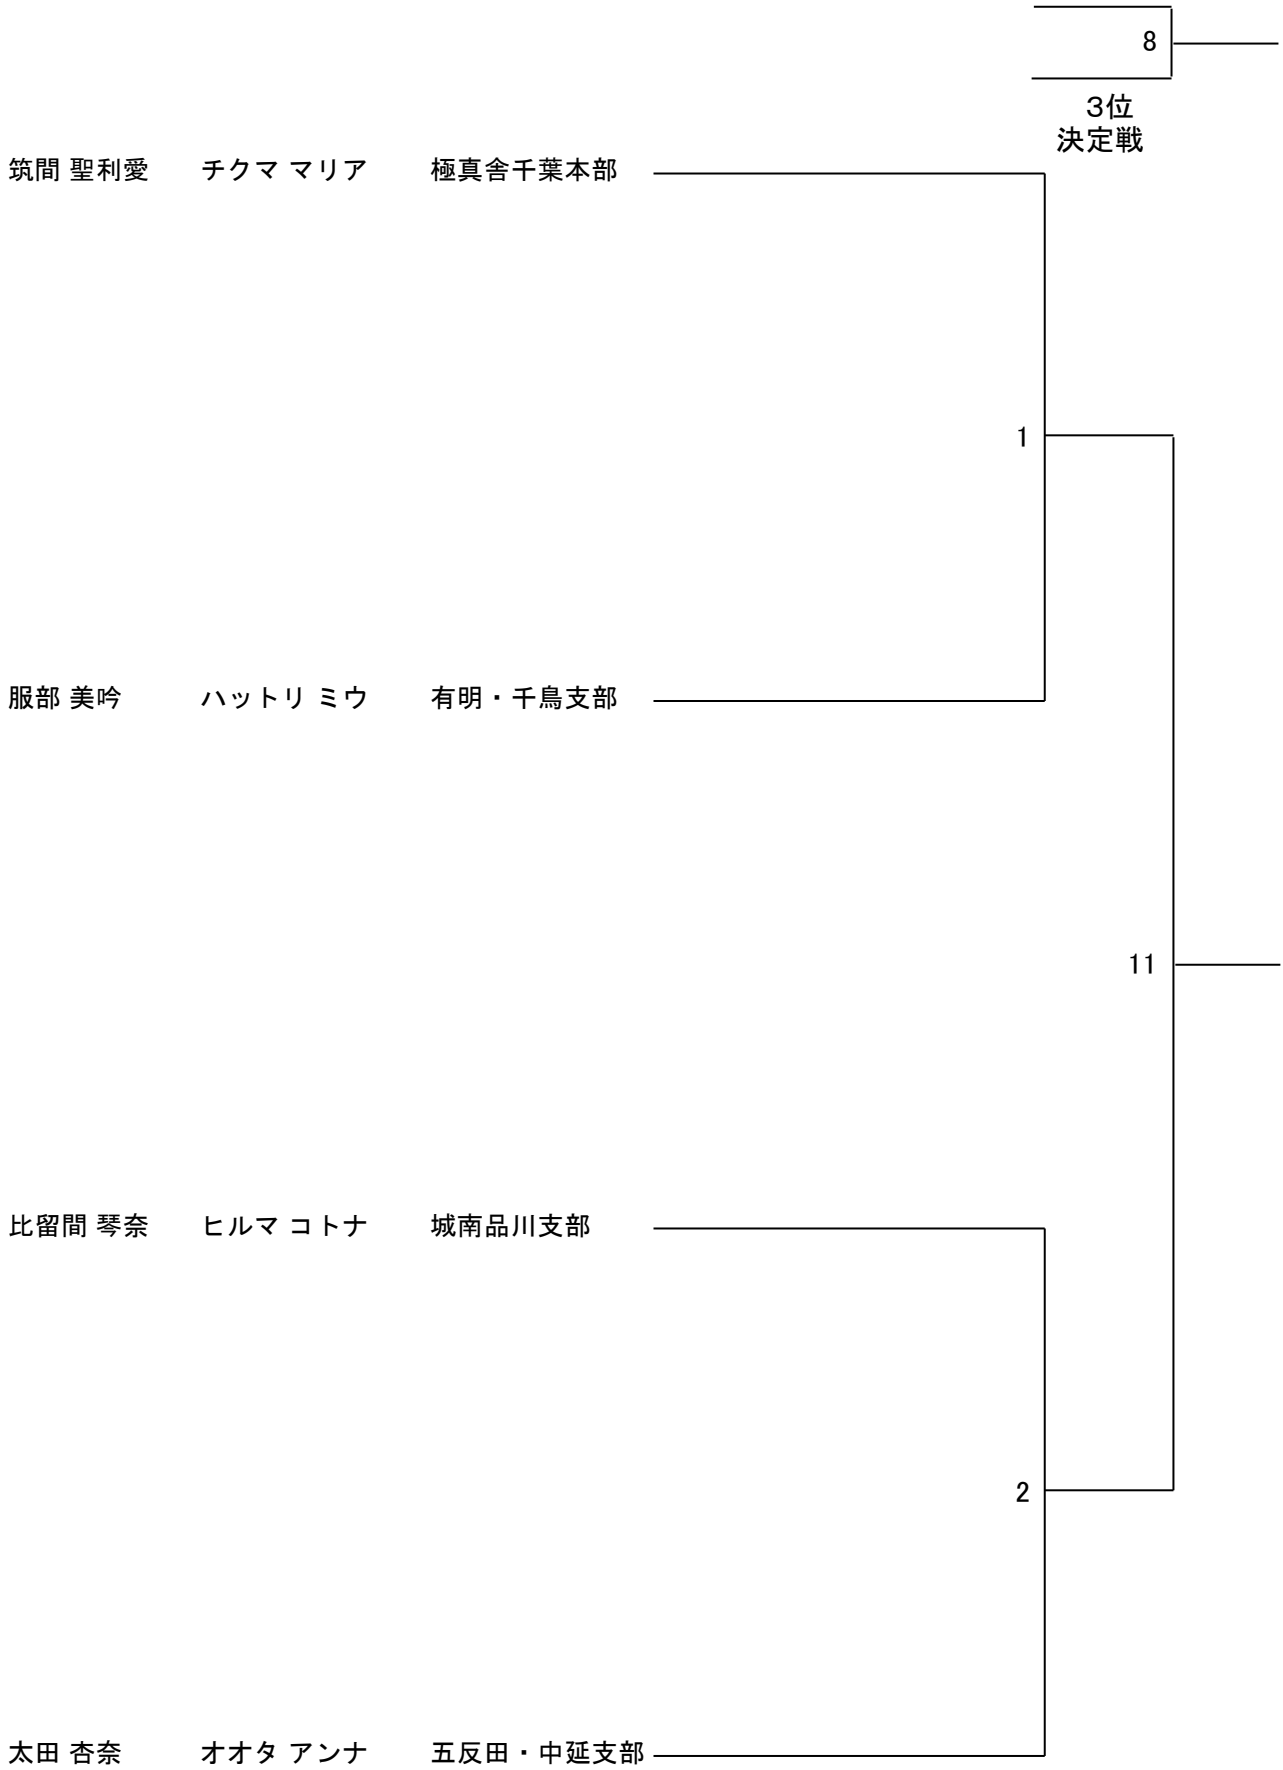 8
３位
決定戦
筑間 聖利愛 チクマ マリア 極真舎千葉本部
1
服部 美吟 ハットリ ミウ 有明・千鳥支部
11
比留間 琴奈 ヒルマ コトナ 城南品川支部
2
太田 杏奈 オオタ アンナ 五反田・中延支部